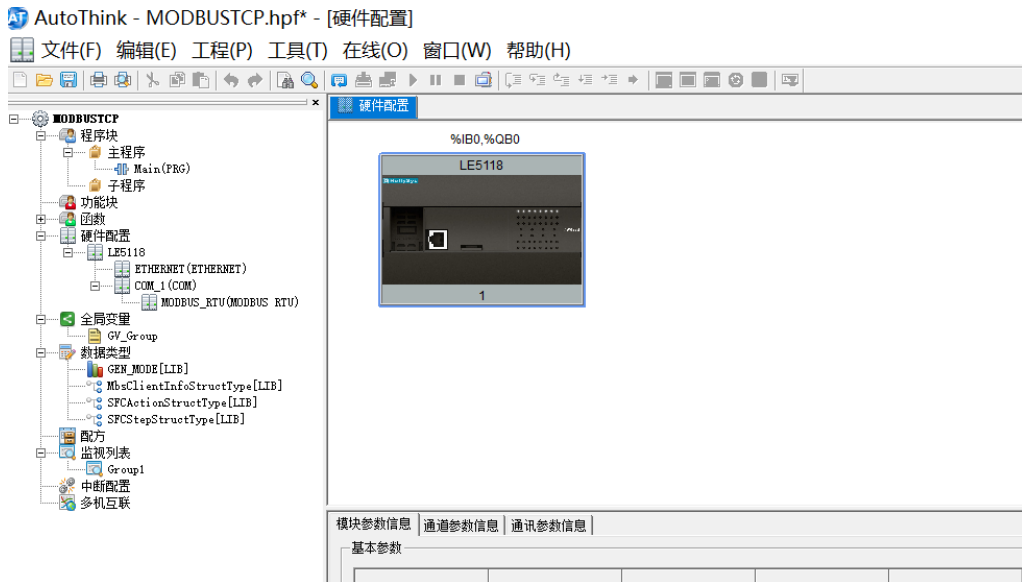 AutoThink - MODBUSTCP.hpf* - [硬件配置]
文件(F) 编辑(E) 工程(P) 工具(T) 在线(O) 窗口(W) 帮助(H)
MODBUSTCP
程序块
主程序
Main(PRG)
子程序
功能块
函数
硬件配置
LE5118
ETHERNET(ETHERNET)
COM_1(COM)
MODBUS_RTU(MODBUS RTU)
全局变量
GV_Group
数据类型
GEN_MODE[LIB]
MbsClientInfoStructType[LIB]
SFCActionStructType[LIB]
SFCStepStructType[LIB]
配方
监视列表
Group1
中断配置
多机互联
硬件配置
%IB0,%QB0
LE5118
HollySys
1
模块参数信息 通道参数信息 通讯参数信息
基本参数